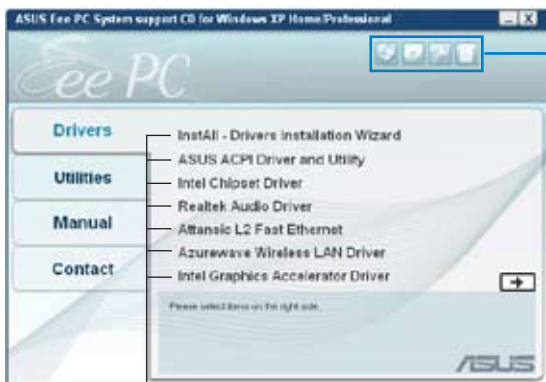 ASUS Eee PC System support CD for Windows XP Home/Professional
Eee PC
Drivers
Utilities
Manual
Contact
InstAll - Drivers Installation Wizard
ASUS ACPI Driver and Utility
Intel Chipset Driver
Realtek Audio Driver
Attansic L2 Fast Ethernet
Azurewave Wireless LAN Driver
Intel Graphics Accelerator Driver
Please select items on the right side.
ASUS